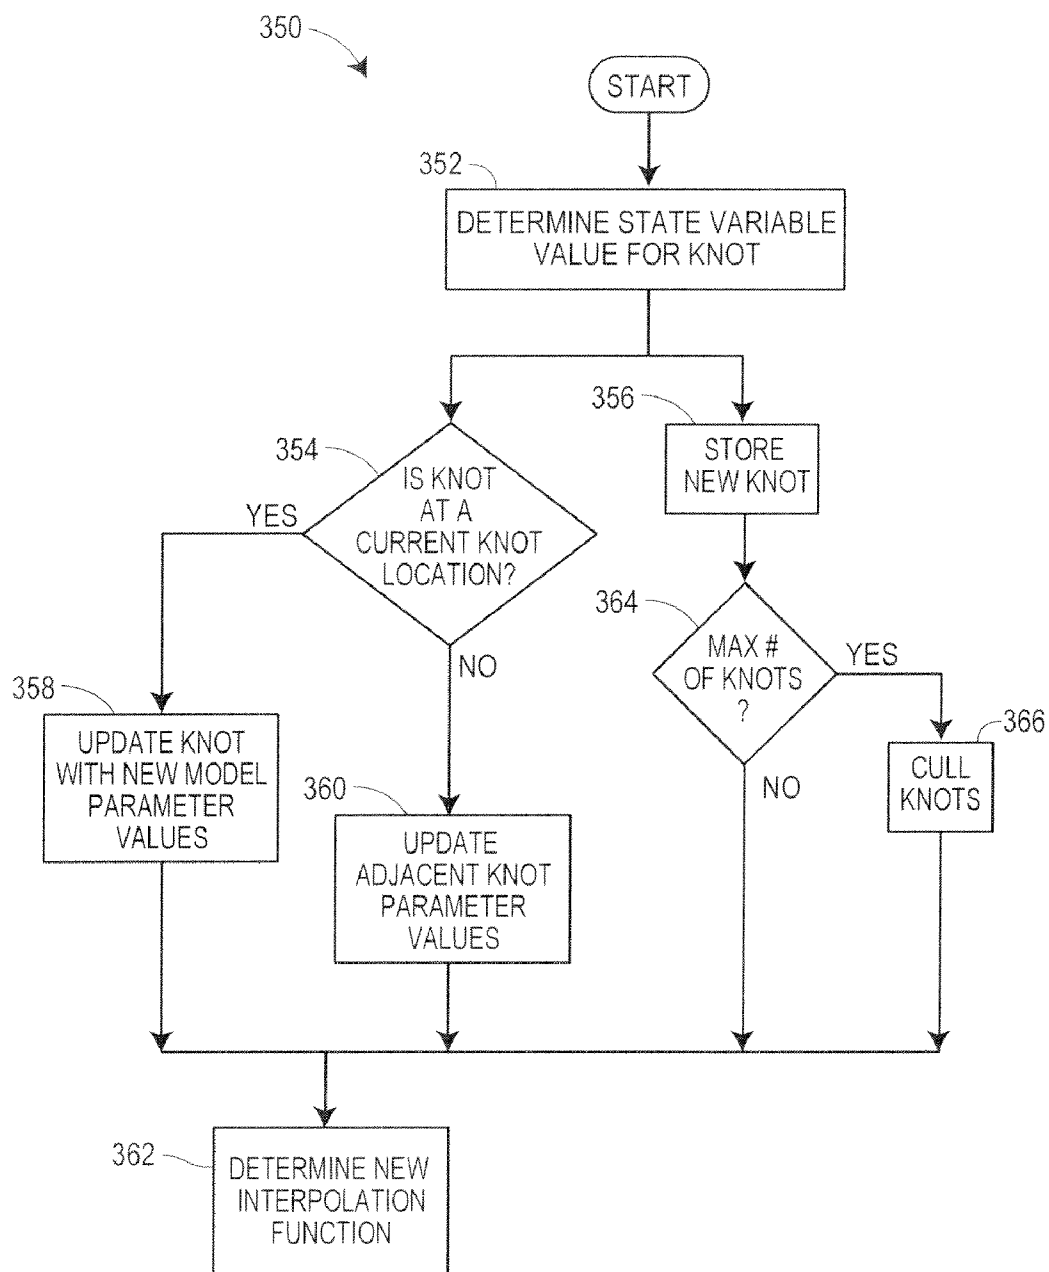 350
START
352
DETERMINE STATE VARIABLE
VALUE FOR KNOT
356
STORE
NEW KNOT
354
IS KNOT
AT A
CURRENT KNOT
LOCATION?
YES
NO
364
MAX #
OF KNOTS
?
YES
NO
358
UPDATE KNOT
WITH NEW MODEL
PARAMETER
VALUES
366
CULL
KNOTS
360
UPDATE
ADJACENT KNOT
PARAMETER
VALUES
362
DETERMINE NEW
INTERPOLATION
FUNCTION